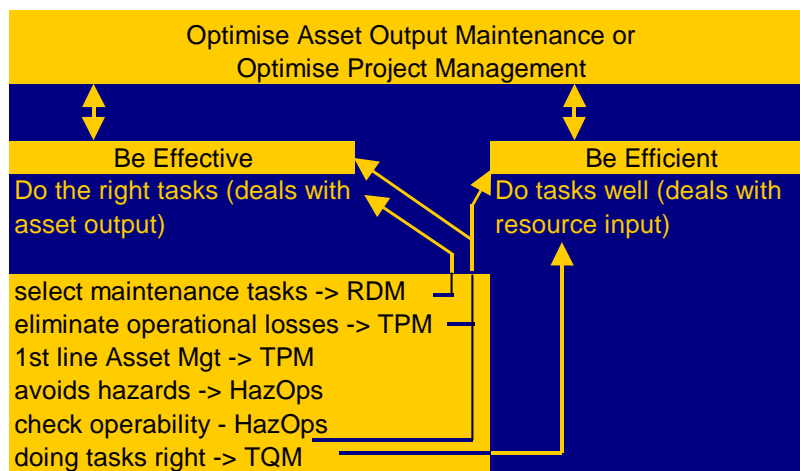 Optimise Asset Output Maintenance or
Optimise Project Management
Be Effective
Be Efficient
Do the right tasks (deals with
asset output)
Do tasks well (deals with
resource input)
select maintenance tasks -> RDM
eliminate operational losses -> TPM
1st line Asset Mgt -> TPM
avoids hazards -> HazOps
check operability - HazOps
doing tasks right -> TQM